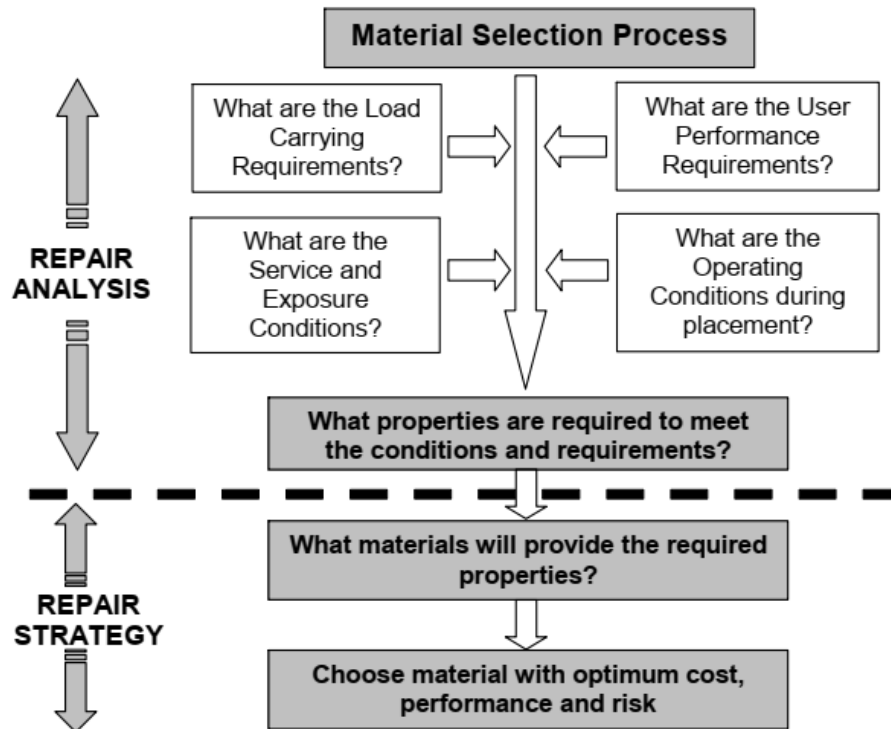 Material Selection Process
What are the Load
Carrying
Requirements?
What are the User
Performance
Requirements?
What are the
Service and
Exposure
Conditions?
What are the
Operating
Conditions during
placement?
REPAIR
ANALYSIS
What properties are required to meet
the conditions and requirements?
What materials will provide the required
properties?
REPAIR
STRATEGY
Choose material with optimum cost,
performance and risk